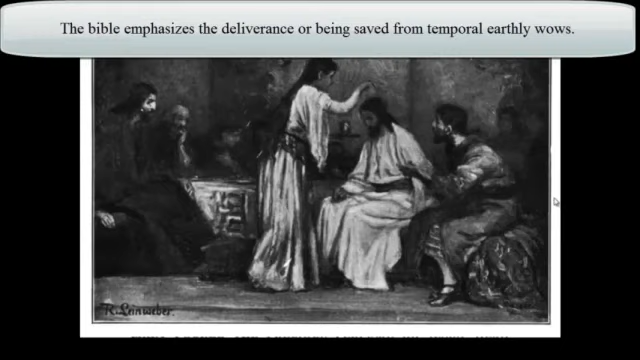 The bible emphasizes the deliverance or being saved from temporal earthly wows.
R. Leinweber.